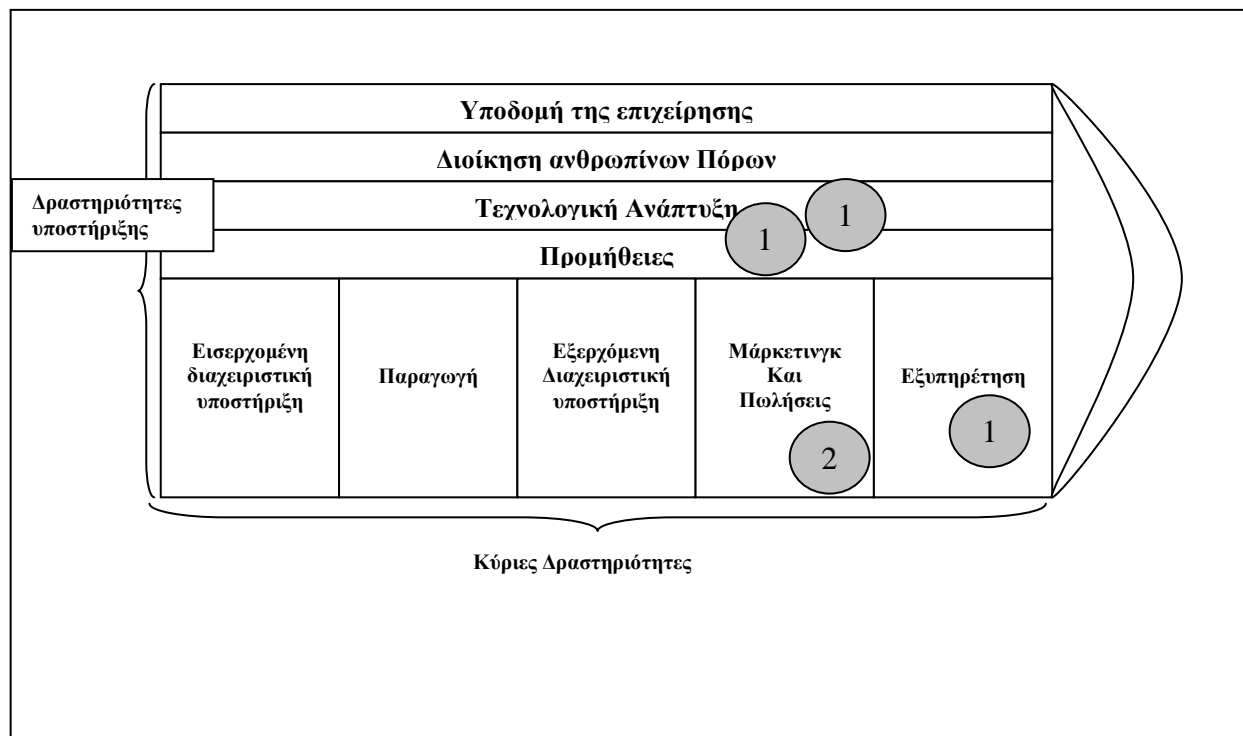 Υποδομή της επιχείρησης
Διοίκηση ανθρωπίνων Πόρων
Δραστηριότητες
υποστήριξης
Τεχνολογική Ανάπτυξη
1
1
Προμήθειες
Εισερχομένη
διαχειριστική
υποστήριξη
Παραγωγή
Εξερχόμενη
Διαχειριστική
υποστήριξη
Μάρκετινγκ
Και
Πωλήσεις
2
Εξυπηρέτηση
1
Κύριες Δραστηριότητες